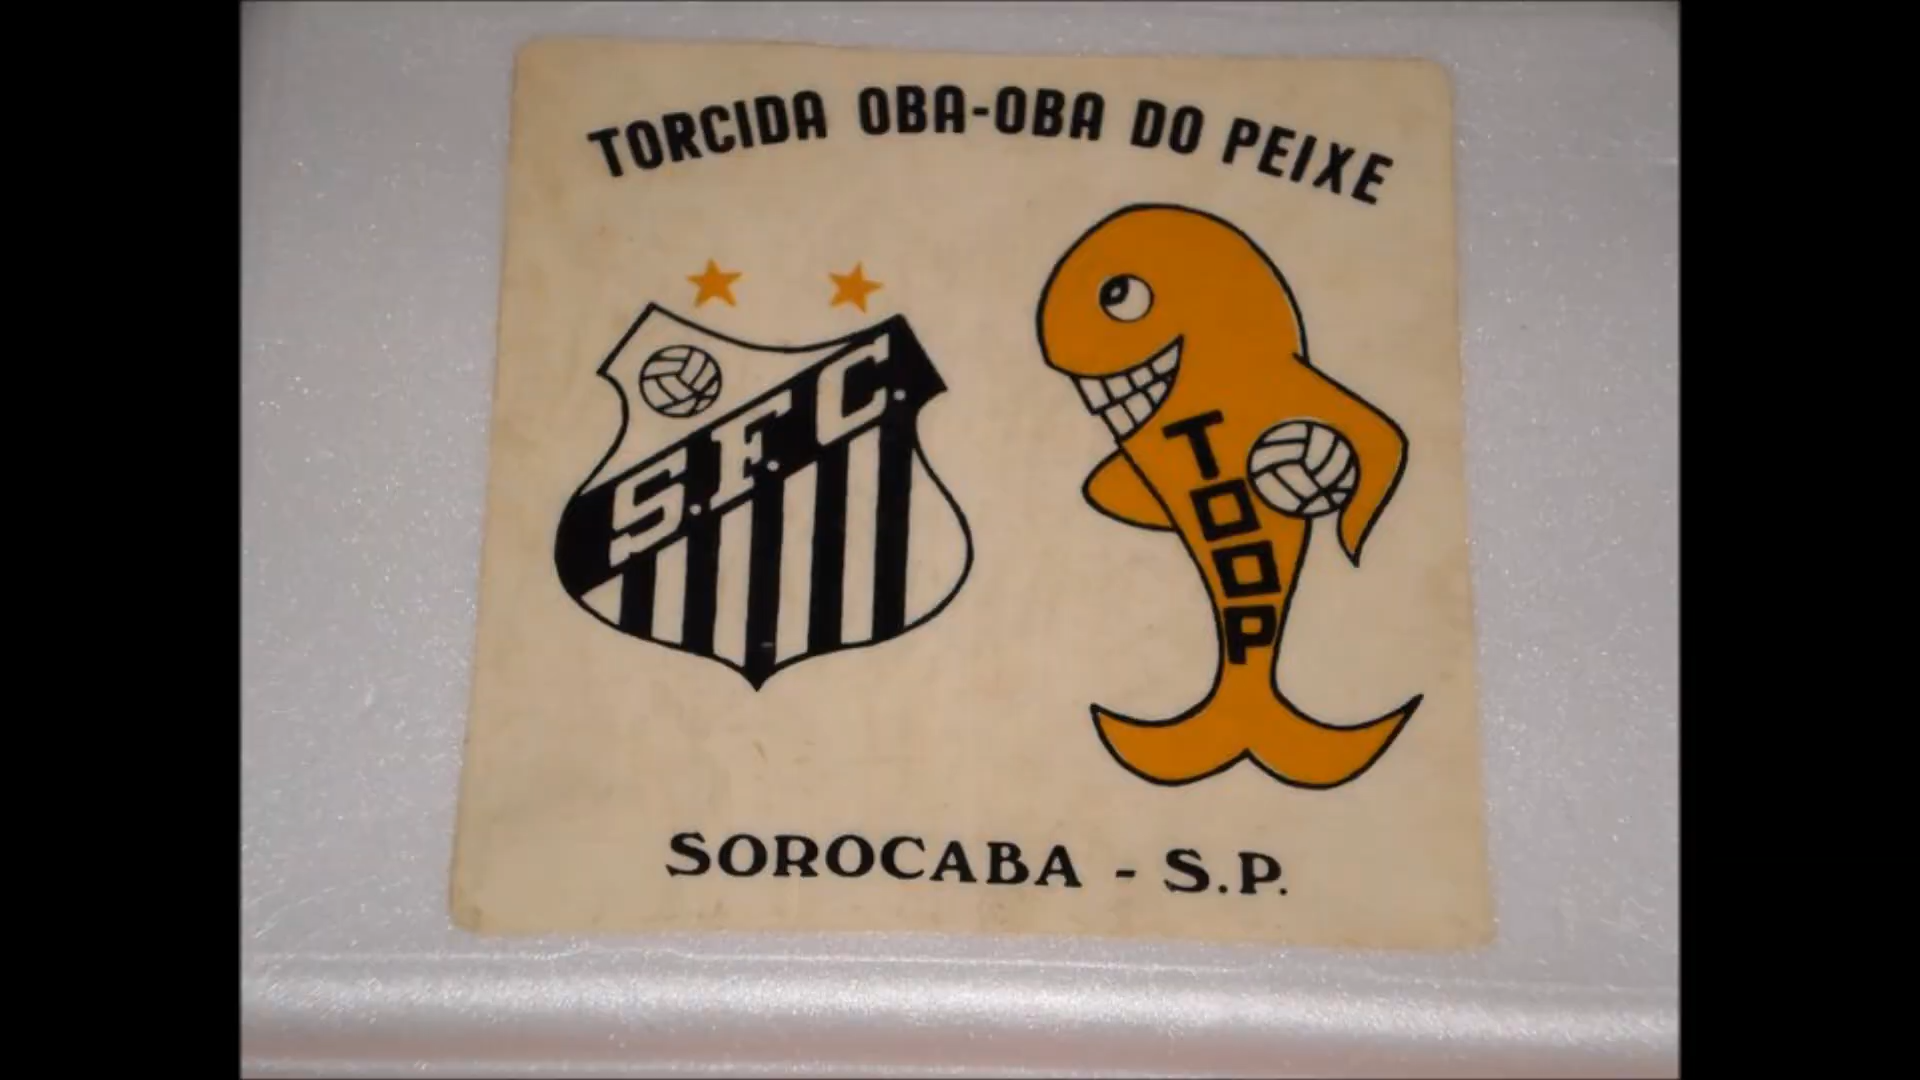 TORCIDA OBA-OBA DO PEIXE
S.F.C.
TOOP
SOROCABA - S.P.